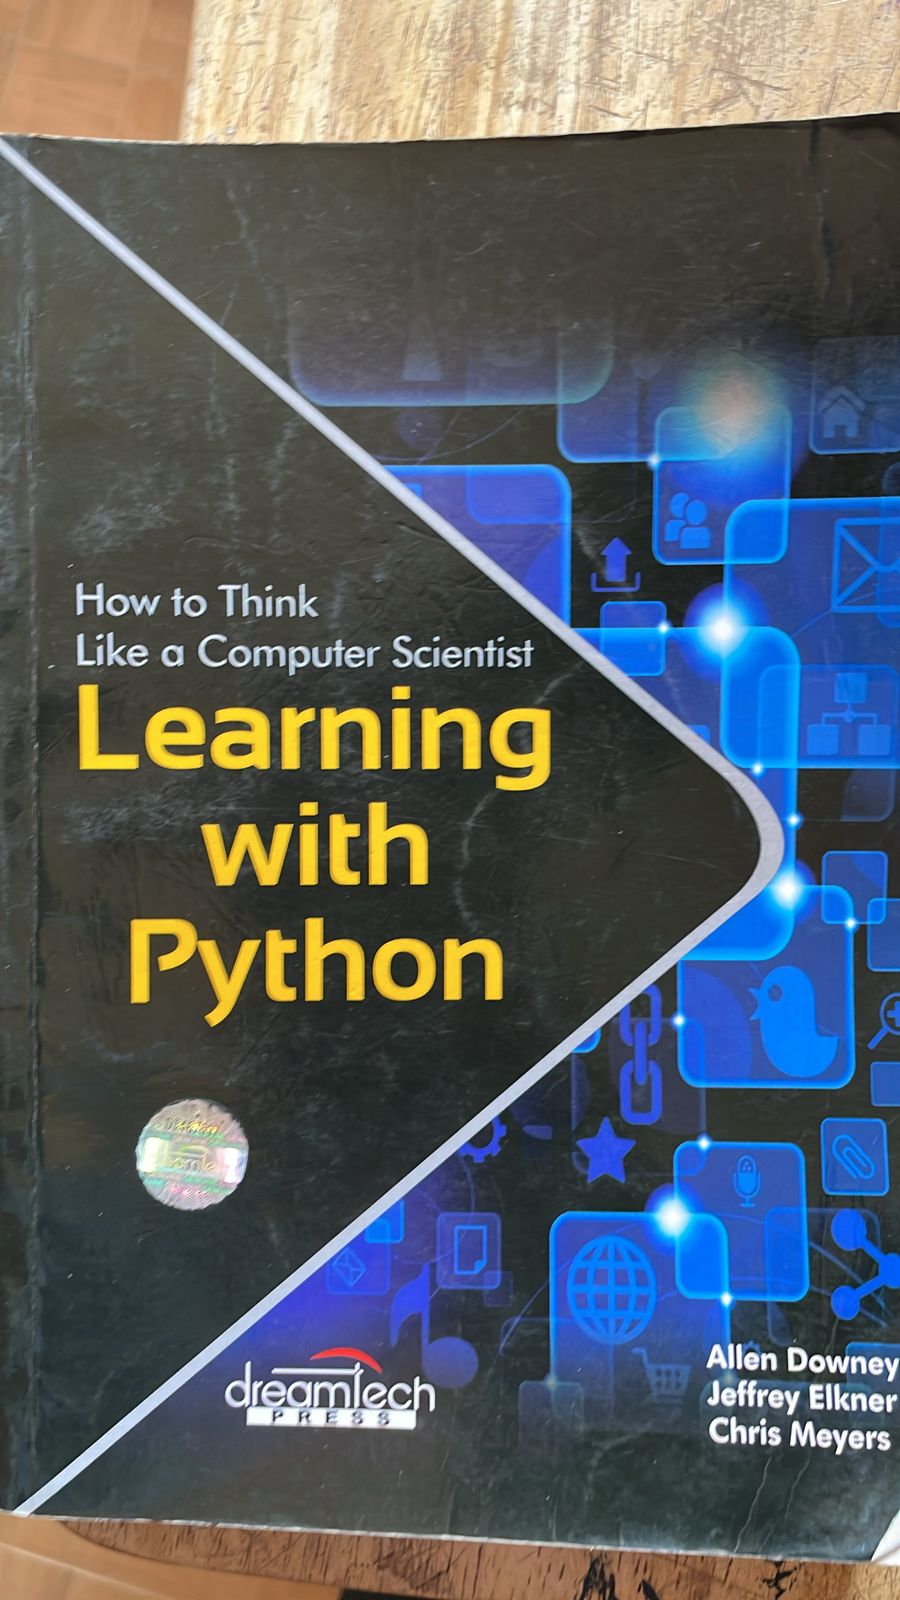 How to Think
Like a Computer Scientist
Learning
with
Python
dreamtech
PRESS
Allen Downey
Jeffrey Elkner
Chris Meyers